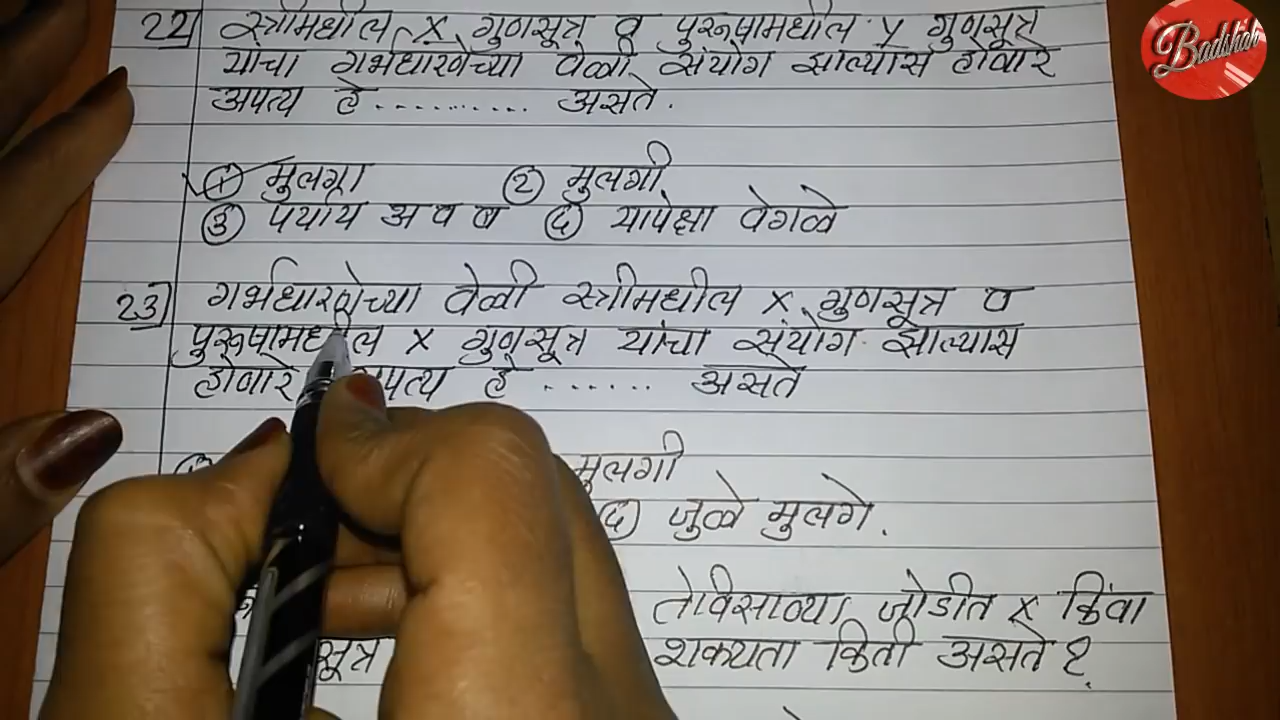 22) स्त्रीमधील X गुणसूत्र व पुरूषामधील Y गुणसूत्र
यांचा गर्भधारणेच्या वेळी संयोग झाल्यास होणारे
अपत्य हे .......... असते.
① मुलगा ② मुलगी
③ पर्याय अ व ब ④ यापेक्षा वेगळे
23) गर्भधारणेच्या वेळी स्त्रीमधील X गुणसूत्र व
पुरूषामधील X गुणसूत्र यांचा संयोग झाल्यास
होणारे हे ...... असते
मुलगी
④ जुळे मुलगे.
तेविसाव्या जोडीत X किंवा
शक्यता किती असते?
Badshah